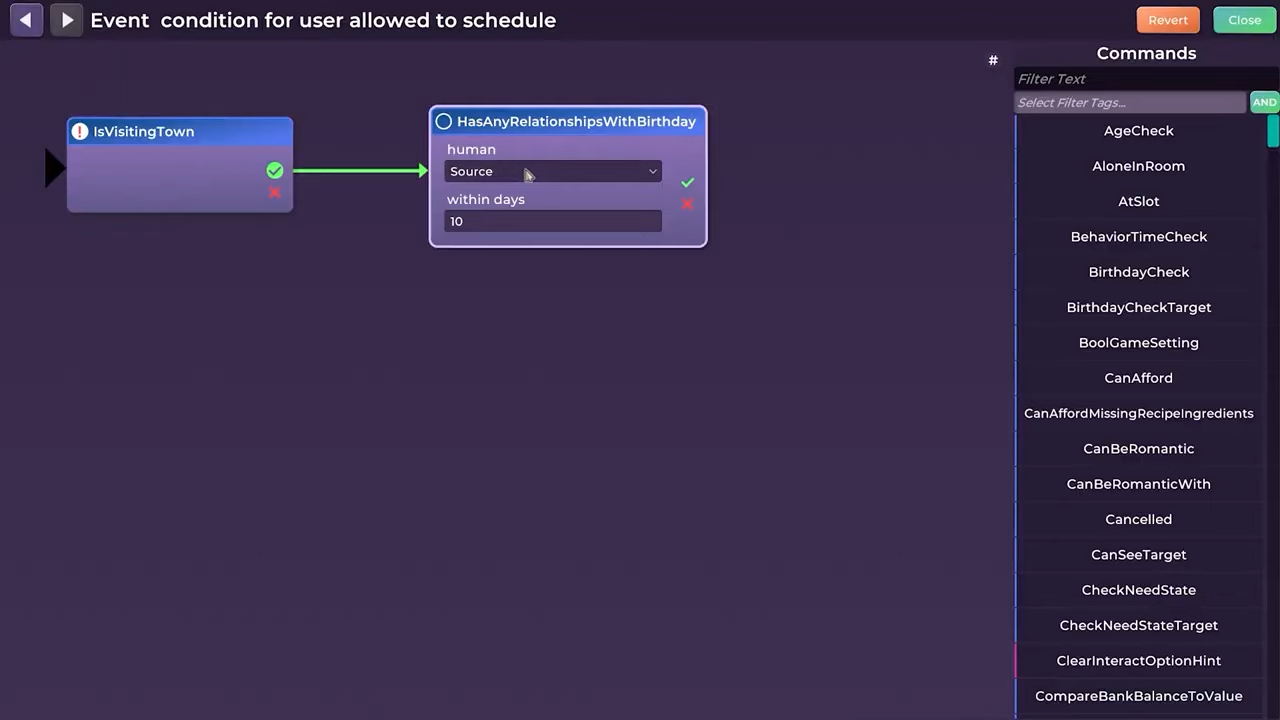 Event  condition for user allowed to schedule
Revert
Close
#
Commands
Filter Text
Select Filter Tags...
AND
IsVisitingTown
HasAnyRelationshipsWithBirthday
human
Source
within days
10
AgeCheck
AloneInRoom
AtSlot
BehaviorTimeCheck
BirthdayCheck
BirthdayCheckTarget
BoolGameSetting
CanAfford
CanAffordMissingRecipeIngredients
CanBeRomantic
CanBeRomanticWith
Cancelled
CanSeeTarget
CheckNeedState
CheckNeedStateTarget
ClearInteractOptionHint
CompareBankBalanceToValue